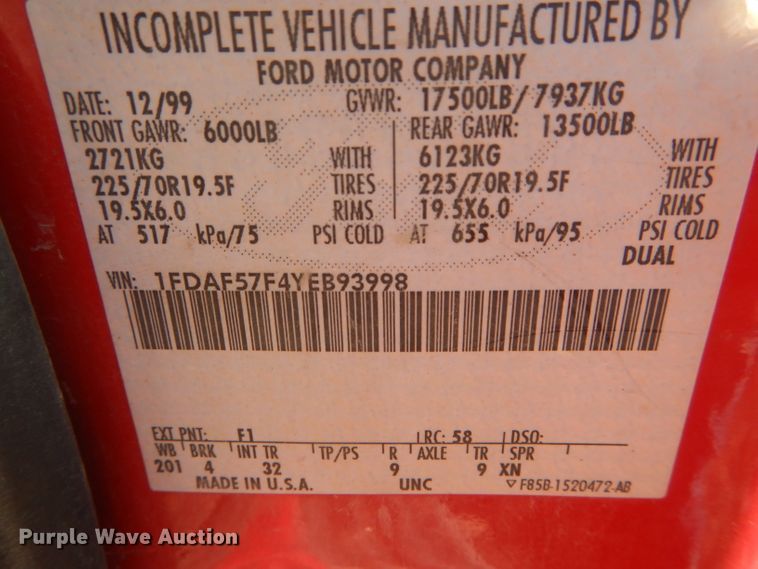 INCOMPLETE VEHICLE MANUFACTURED BY
FORD MOTOR COMPANY
DATE: 12/99 GVWR: 17500LB/ 7937KG
FRONT GAWR: 6000LB REAR GAWR: 13500LB
2721KG WITH 6123KG WITH
225/70R19.5F TIRES 225/70R19.5F TIRES
19.5X6.0 RIMS 19.5X6.0 RIMS
AT 517 kPa/75 PSI COLD AT 655 kPa/95 PSI COLD
DUAL
VIN: 1FDAF57F4YEB93998
EXT PNT: F1 RC: 58 DSO:
WB BRK INT TR TP/PS R AXLE TR SPR
201 4 32 9 9 XN
MADE IN U.S.A. UNC F85B-1520472-AB
Purple Wave Auction